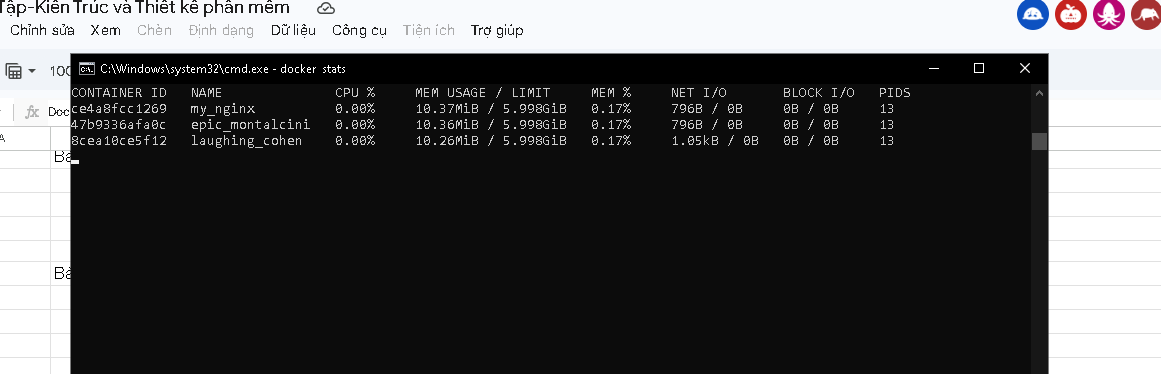 Tập-Kiến Trúc và Thiết kế phần mềm
Chỉnh sửa Xem Chèn Định dạng Dữ liệu Công cụ Tiện ích Trợ giúp
100
fx Doc
A
C:\Windows\system32\cmd.exe - docker stats
CONTAINER ID NAME CPU % MEM USAGE / LIMIT MEM % NET I/O BLOCK I/O PIDS
ce4a8fcc1269 my_nginx 0.00% 10.37MiB / 5.998GiB 0.17% 796B / 0B 0B / 0B 13
47b9336afa0c epic_montalcini 0.00% 10.36MiB / 5.998GiB 0.17% 796B / 0B 0B / 0B 13
8cea10ce5f12 laughing_cohen 0.00% 10.26MiB / 5.998GiB 0.17% 1.05kB / 0B 0B / 0B 13